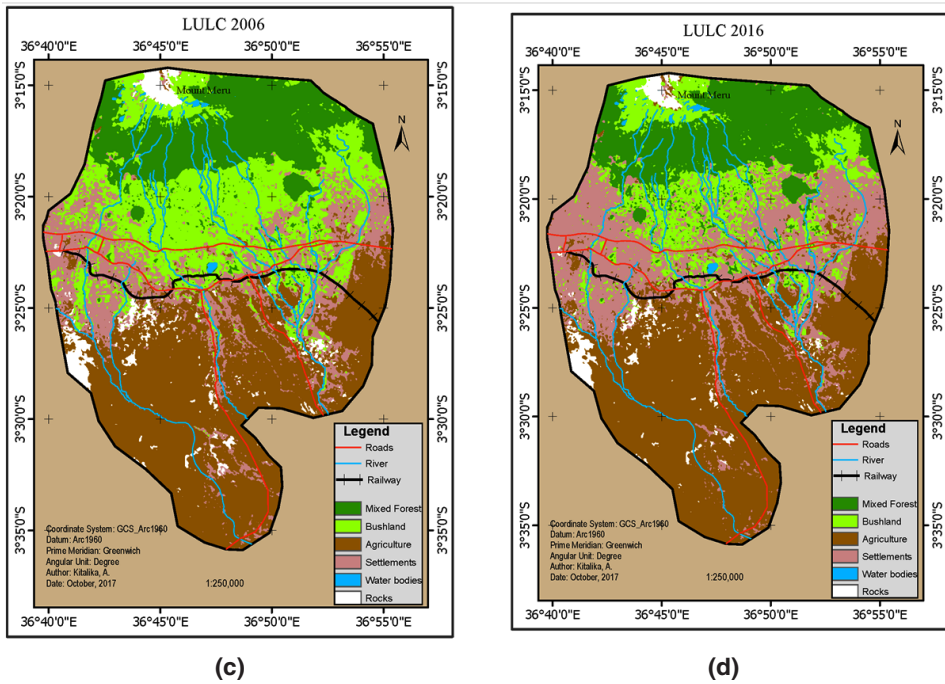 LULC 2006
36°40'0"E 36°45'0"E 36°50'0"E 36°55'0"E
3°15'0"S
3°20'0"S
3°25'0"S
3°30'0"S
3°35'0"S
3°15'0"S
3°20'0"S
3°25'0"S
3°30'0"S
3°35'0"S
Mount Meru
N
Legend
Roads
River
Railway
Mixed Forest
Bushland
Agriculture
Settlements
Water bodies
Rocks
Coordinate System: GCS_Arc1960
Datum: Arc1960
Prime Meridian: Greenwich
Angular Unit: Degree
Author: Kitalika, A.
Date: October, 2017
1:250,000
36°40'0"E 36°45'0"E 36°50'0"E 36°55'0"E
(c)
LULC 2016
36°40'0"E 36°45'0"E 36°50'0"E 36°55'0"E
3°15'0"S
3°20'0"S
3°25'0"S
3°30'0"S
3°35'0"S
3°15'0"S
3°20'0"S
3°25'0"S
3°30'0"S
3°35'0"S
Mount Meru
N
Legend
Roads
River
Railway
Mixed Forest
Bushland
Agriculture
Settlements
Water bodies
Rocks
Coordinate System: GCS_Arc1960
Datum: Arc1960
Prime Meridian: Greenwich
Angular Unit: Degree
Author: Kitalika, A.
Date: October, 2017
1:250,000
36°40'0"E 36°45'0"E 36°50'0"E 36°55'0"E
(d)